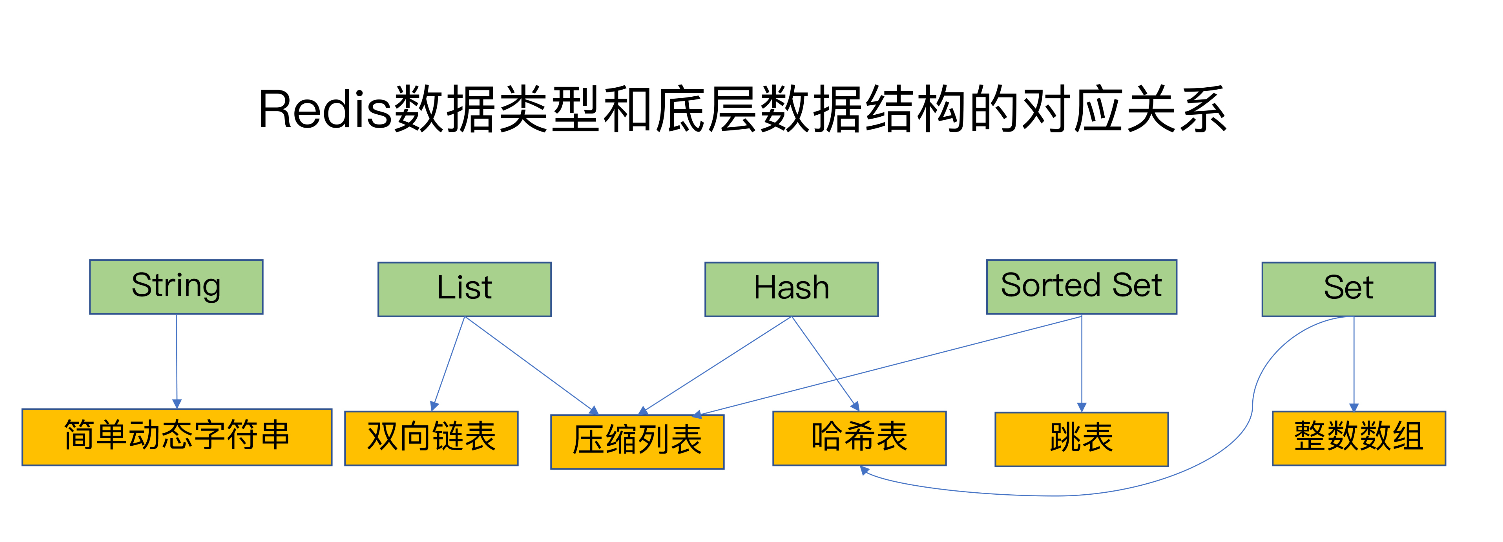 Redis数据类型和底层数据结构的对应关系
String
List
Hash
Sorted Set
Set
简单动态字符串
双向链表
压缩列表
哈希表
跳表
整数数组